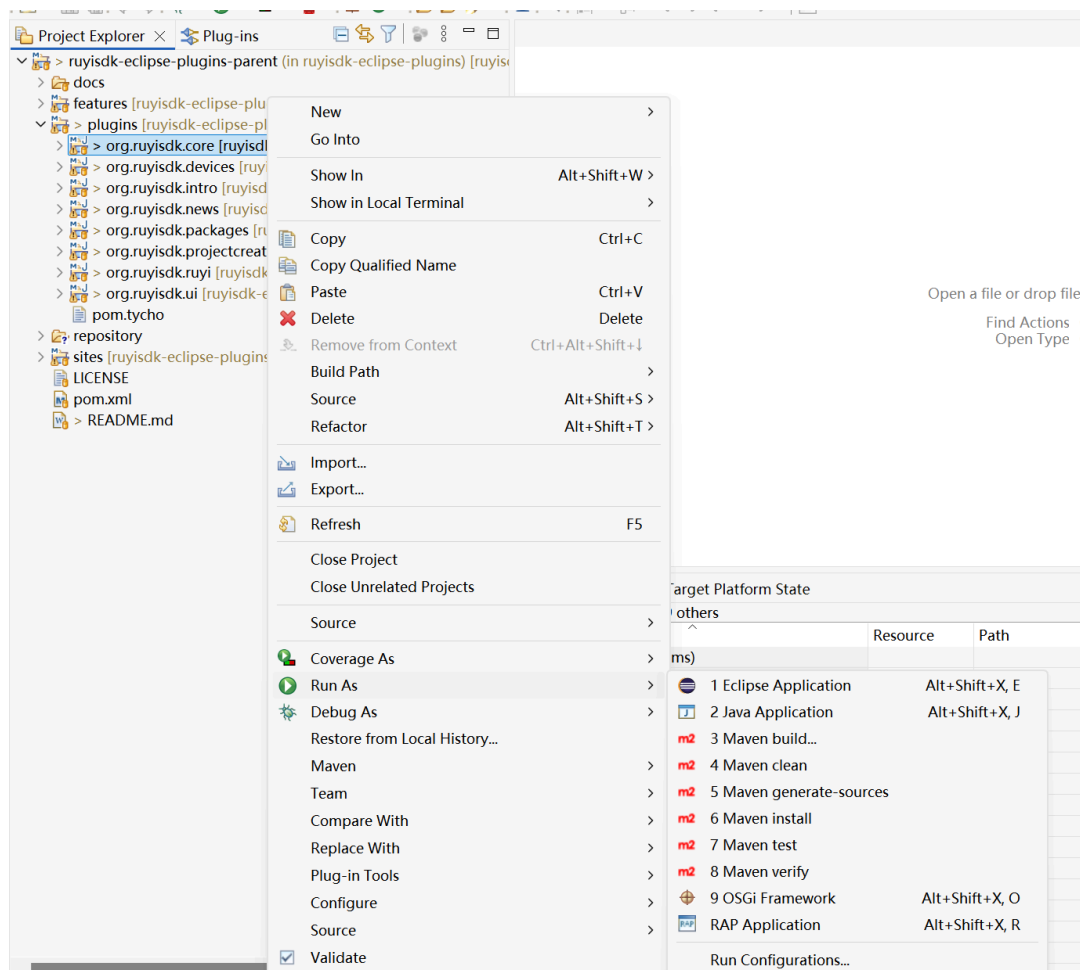 Project Explorer
Plug-ins
> ruyisdk-eclipse-plugins-parent (in ruyisdk-eclipse-plugins) [ruyis
docs
features [ruyisdk-eclipse-plu
> plugins [ruyisdk-eclipse-pl
> org.ruyisdk.core [ruyisdl
> org.ruyisdk.devices [ruyi
> org.ruyisdk.intro [ruyisd
> org.ruyisdk.news [ruyisd
> org.ruyisdk.packages [ru
> org.ruyisdk.projectcreat
> org.ruyisdk.ruyi [ruyisdk
> org.ruyisdk.ui [ruyisdk-e
pom.tycho
repository
sites [ruyisdk-eclipse-plugins
LICENSE
pom.xml
> README.md
New
Go Into
Show In Alt+Shift+W >
Show in Local Terminal
Copy Ctrl+C
Copy Qualified Name
Paste Ctrl+V
Delete Delete
Remove from Context Ctrl+Alt+Shift+↓
Build Path
Source Alt+Shift+S >
Refactor Alt+Shift+T >
Import...
Export...
Refresh F5
Close Project
Close Unrelated Projects
Source
Coverage As
Run As
Debug As
Restore from Local History...
Maven
Team
Compare With
Replace With
Plug-in Tools
Configure
Source
Validate
Open a file or drop file
Find Actions
Open Type
Target Platform State
others
Resource Path
ms)
1 Eclipse Application Alt+Shift+X, E
2 Java Application Alt+Shift+X, J
m2 3 Maven build...
m2 4 Maven clean
m2 5 Maven generate-sources
m2 6 Maven install
m2 7 Maven test
m2 8 Maven verify
9 OSGi Framework Alt+Shift+X, O
RAP RAP Application Alt+Shift+X, R
Run Configurations...